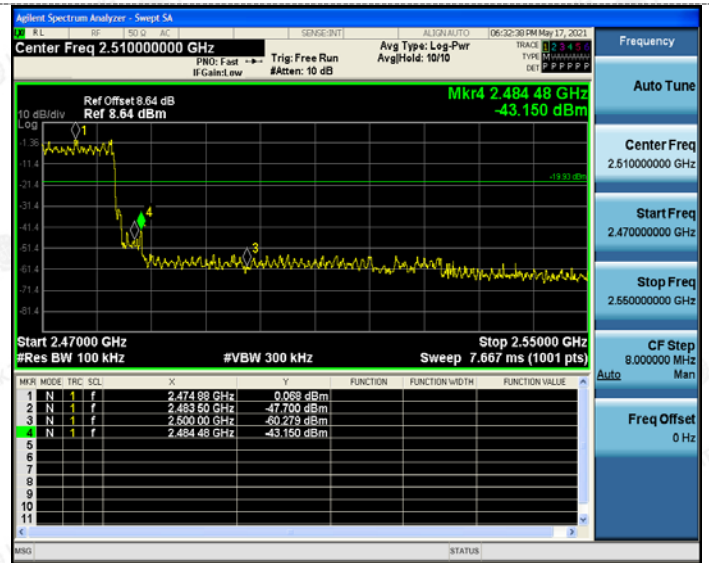 Agilent Spectrum Analyzer - Swept SA
RL RF 50 Ω AC SENSE:INT ALIGN AUTO 06:32:38 PM May 17, 2021
Center Freq 2.510000000 GHz
PNO: Fast
IFGain:Low
Trig: Free Run
#Atten: 10 dB
Avg Type: Log-Pwr
Avg|Hold: 10/10
TRACE 1 2 3 4 5 6
TYPE M
DET P P P P P P
Mkr4 2.484 48 GHz
-43.150 dBm
Ref Offset 8.64 dB
10 dB/div Ref 8.64 dBm
Log
-1.36
-11.4
-21.4
-31.4
-41.4
-51.4
-61.4
-71.4
-81.4
1
4
3
-19.93 dBm
Start 2.47000 GHz Stop 2.55000 GHz
#Res BW 100 kHz #VBW 300 kHz Sweep 7.667 ms (1001 pts)
MKR MODE TRC SCL X Y FUNCTION FUNCTION WIDTH FUNCTION VALUE
1 N 1 f 2.474 88 GHz 0.069 dBm
2 N 1 f 2.483 50 GHz -47.700 dBm
3 N 1 f 2.500 00 GHz -60.279 dBm
4 N 1 f 2.484 48 GHz -43.150 dBm
5
6
7
8
9
10
11
MSG STATUS
Frequency
Auto Tune
Center Freq
2.510000000 GHz
Start Freq
2.470000000 GHz
Stop Freq
2.550000000 GHz
CF Step
8.000000 MHz
Auto Man
Freq Offset
0 Hz